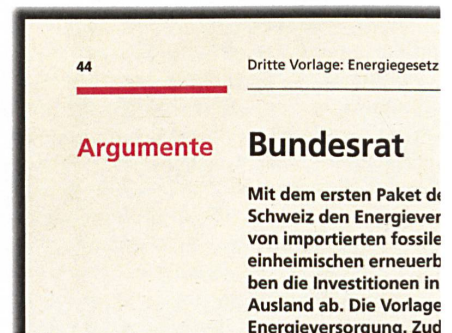 44
Dritte Vorlage: Energiegesetz
Argumente
Bundesrat
Mit dem ersten Paket de
Schweiz den Energiever
von importierten fossile
einheimischen erneuerb
ben die Investitionen in
Ausland ab. Die Vorlage
Energieversorgung. Zud